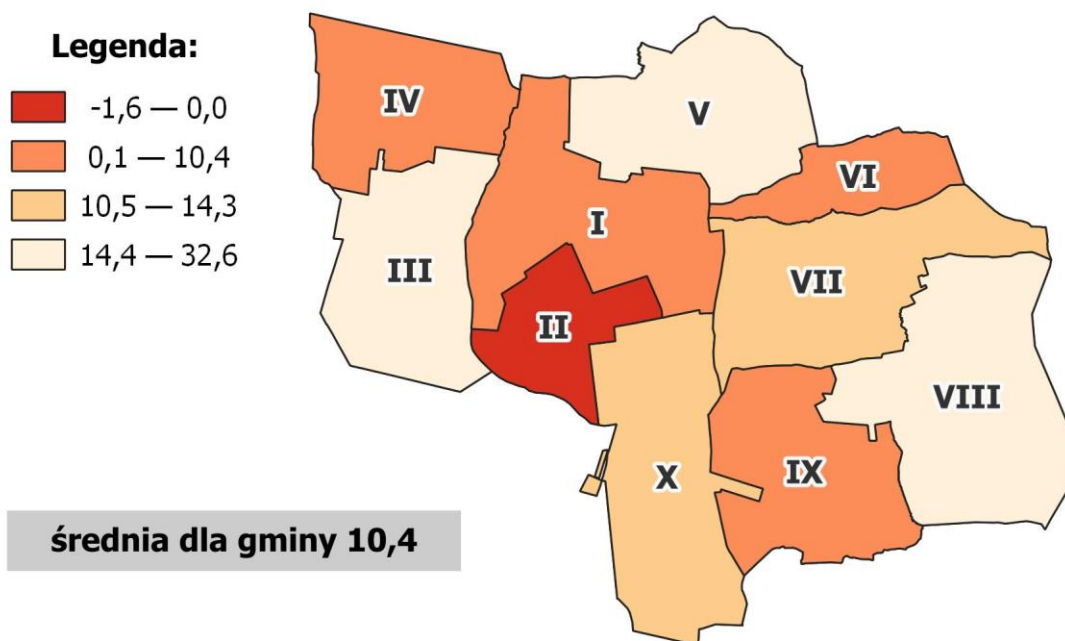 Legenda:
-1,6 — 0,0
0,1 — 10,4
10,5 — 14,3
14,4 — 32,6
IV
V
VI
I
III
VII
II
VIII
X
IX
średnia dla gminy 10,4